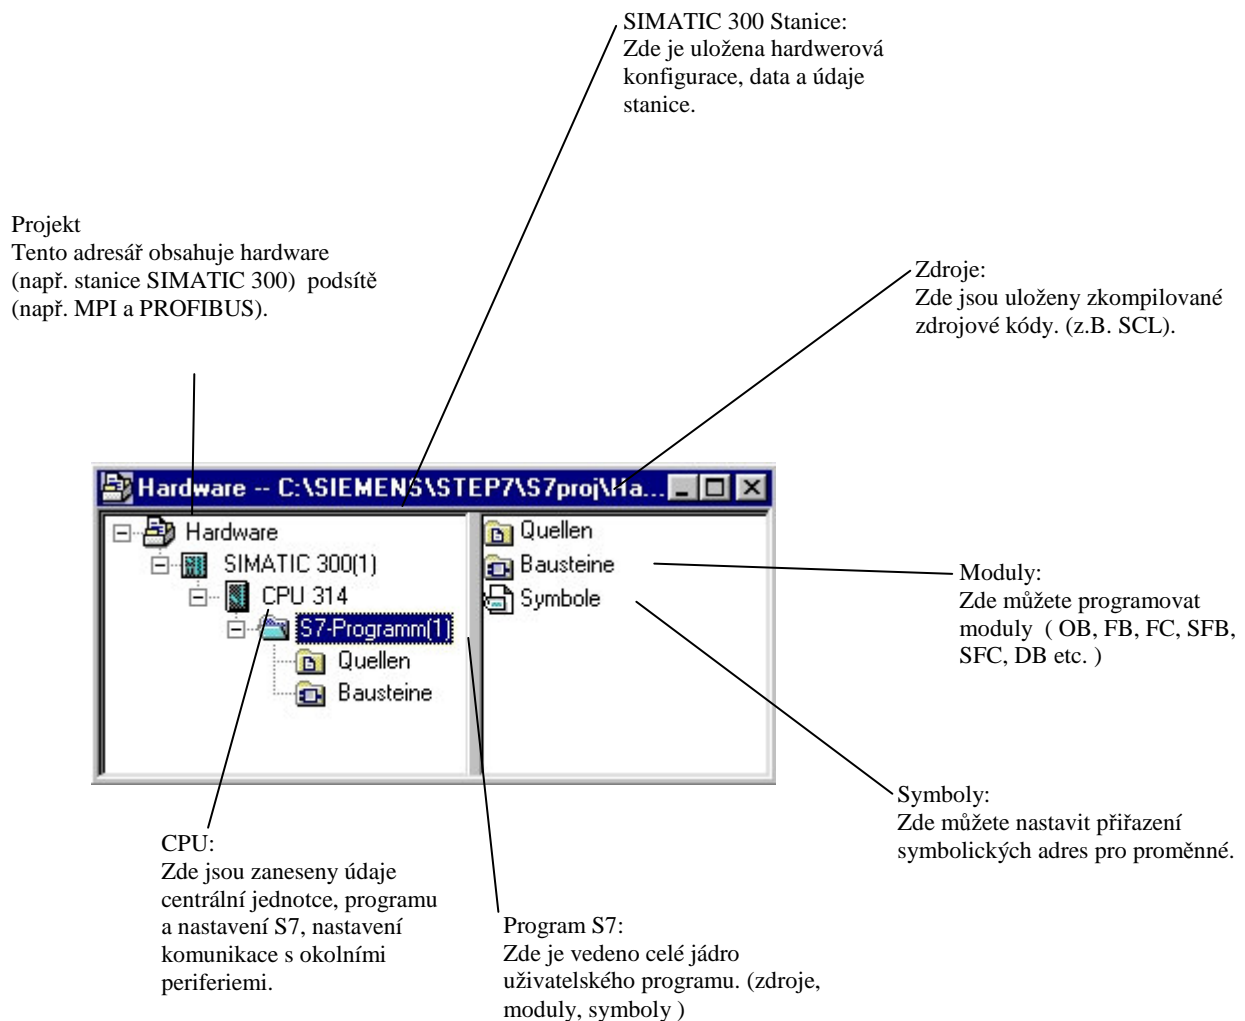 SIMATIC 300 Stanice:
Zde je uložena hardwerová
konfigurace, data a údaje
stanice.
Projekt
Tento adresář obsahuje hardware
(např. stanice SIMATIC 300)  podsítě
(např. MPI a PROFIBUS).
Zdroje:
Zde jsou uloženy zkompilované
zdrojové kódy. (z.B. SCL).
Hardware -- C:\SIEMENS\STEP7\S7proj\Ha...
Hardware
SIMATIC 300(1)
CPU 314
S7-Programm(1)
Quellen
Bausteine
Quellen
Bausteine
Symbole
Moduly:
Zde můžete programovat
moduly  ( OB, FB, FC, SFB,
SFC, DB etc. )
Symboly:
Zde můžete nastavit přiřazení
symbolických adres pro proměnné.
CPU:
Zde jsou zaneseny údaje
centrální jednotce, programu
a nastavení S7, nastavení
komunikace s okolními
periferiemi.
Program S7:
Zde je vedeno celé jádro
uživatelského programu. (zdroje,
moduly, symboly )